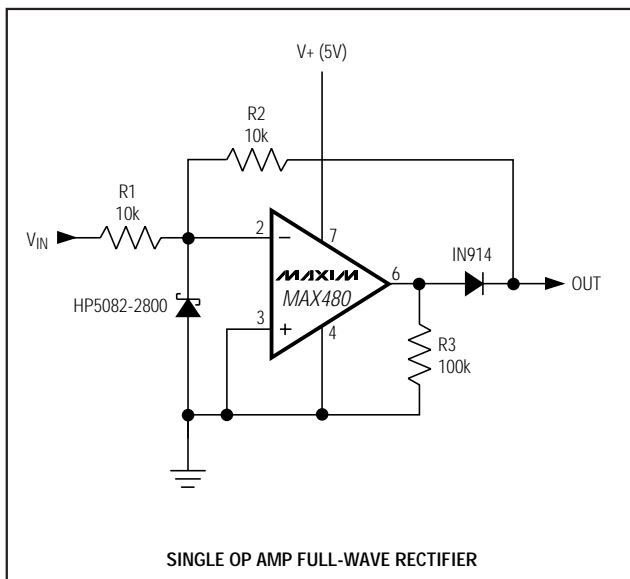 V+ (5V)
R2
10k
R1
10k
VIN
2
7
IN914
MAXIM
MAX480
6
OUT
HP5082-2800
3
4
R3
100k
SINGLE OP AMP FULL-WAVE RECTIFIER